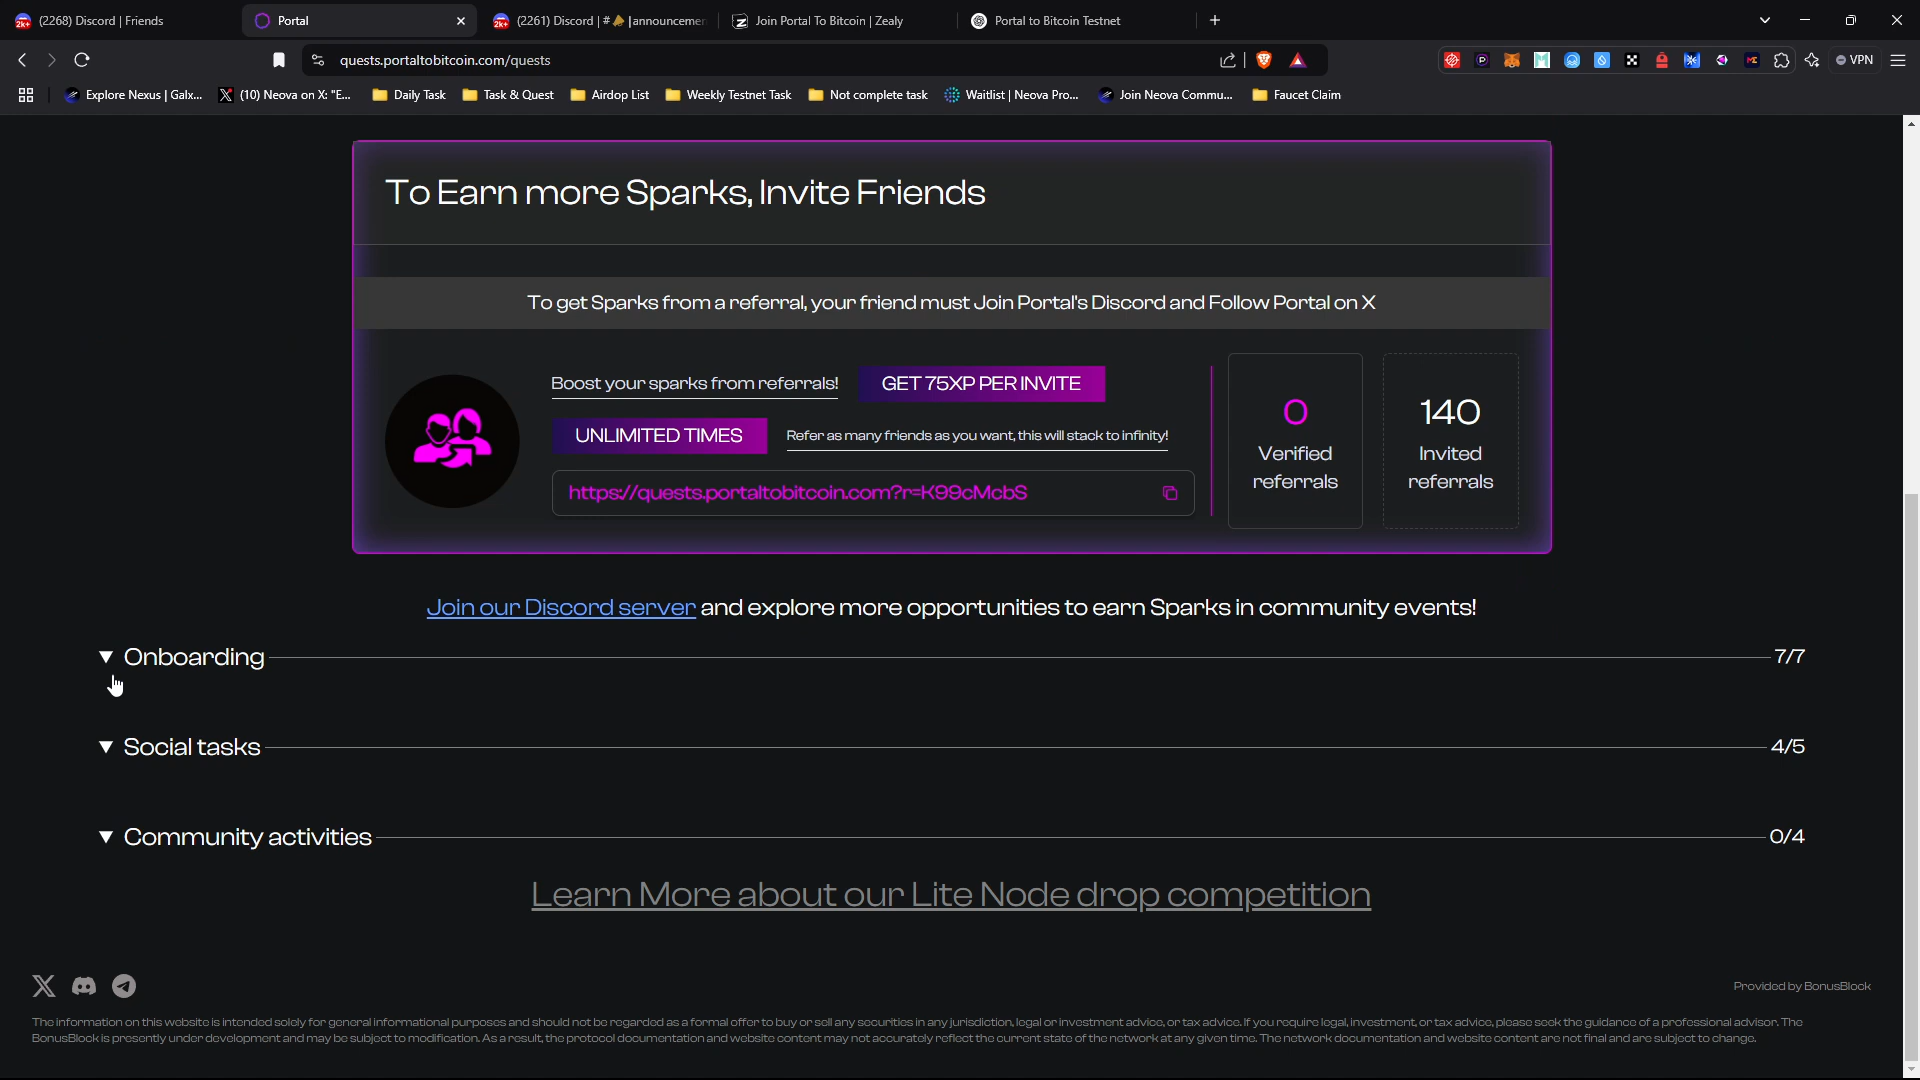 (2268) Discord | Friends
Portal
(2261) Discord | # | announcemen
Join Portal To Bitcoin | Zealy
Portal to Bitcoin Testnet
quests.portaltobitcoin.com/quests
VPN
Explore Nexus | Galx...
(10) Neova on X: "E...
Daily Task
Task & Quest
Airdop List
Weekly Testnet Task
Not complete task
Waitlist | Neova Pro...
Join Neova Commu...
Faucet Claim
To Earn more Sparks, Invite Friends
To get Sparks from a referral, your friend must Join Portal's Discord and Follow Portal on X
Boost your sparks from referrals!
GET 75XP PER INVITE
UNLIMITED TIMES
Refer as many friends as you want, this will stack to infinity!
https://quests.portaltobitcoin.com?r=K99cMcbS
0
Verified
referrals
140
Invited
referrals
Join our Discord server and explore more opportunities to earn Sparks in community events!
Onboarding 7/7
Social tasks 4/5
Community activities 0/4
Learn More about our Lite Node drop competition
Provided by BonusBlock
The information on this website is intended solely for general informational purposes and should not be regarded as a formal offer to buy or sell any securities in any jurisdiction, legal or investment advice, or tax advice. If you require legal, investment, or tax advice, please seek the guidance of a professional advisor. The
BonusBlock is presently under development and may be subject to modification. As a result, the protocol documentation and website content may not accurately reflect the current state of the network at any given time. The network documentation and website content are not final and are subject to change.